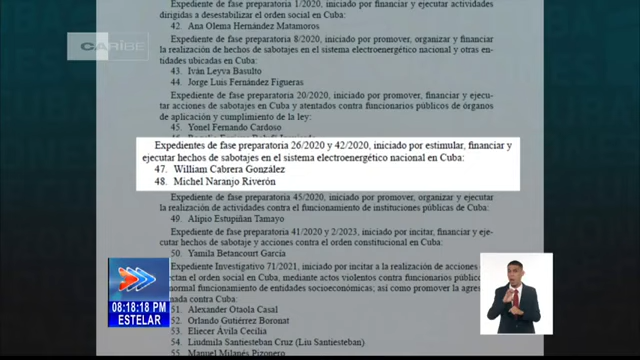 Expediente de fase preparatoria 1/2020, iniciado por financiar y ejecutar actividades
dirigidas a desestabilizar el orden social en Cuba:
42. Ana Olema Hernández Matamoros
CARIBE
Expediente de fase preparatoria 8/2020, iniciado por promover, organizar y financiar
la realización de hechos de sabotajes en el sistema electroenergético nacional y otras en-
tidades ubicadas en Cuba:
43. Iván Leyva Basulto
44. Jorge Luis Fernández Figueras
Expediente de fase preparatoria 20/2020, iniciado por promover, financiar y ejecu-
tar acciones de sabotajes en Cuba y atentados contra funcionarios públicos de órganos
de aplicación y cumplimiento de la ley:
45. Yonel Fernando Cardoso
46.
Expedientes de fase preparatoria 26/2020 y 42/2020, iniciado por estimular, financiar y
ejecutar hechos de sabotajes en el sistema electroenergético nacional en Cuba:
47. William Cabrera González
48. Michel Naranjo Riverón
Expediente de fase preparatoria 45/2020, iniciado por promover, organizar y ejecutar
la realización de actividades contra el funcionamiento de instituciones públicas de Cuba:
49. Alipio Estupiñan Tamayo
Expediente de fase preparatoria 41/2020 y 2/2023, iniciado por incitar, financiar y eje-
cutar hechos de sabotaje y acciones contra el orden constitucional en Cuba:
50. Yamila Betancourt García
Expediente Investigativo 71/2021, iniciado por incitar a la realización de acciones
ectan el orden social en Cuba, mediante actos violentos contra funcionarios públic
normal funcionamiento de entidades socioeconómicas; así como promover la agres
nada contra Cuba:
51. Alexander Otaola Casal
52. Orlando Gutiérrez Boronat
53. Eliecer Ávila Cecilia
54. Liudmila Santiesteban Cruz (Liu Santiesteban)
55. Manuel Milanés Pizonero
08:18:18 PM
ESTELAR